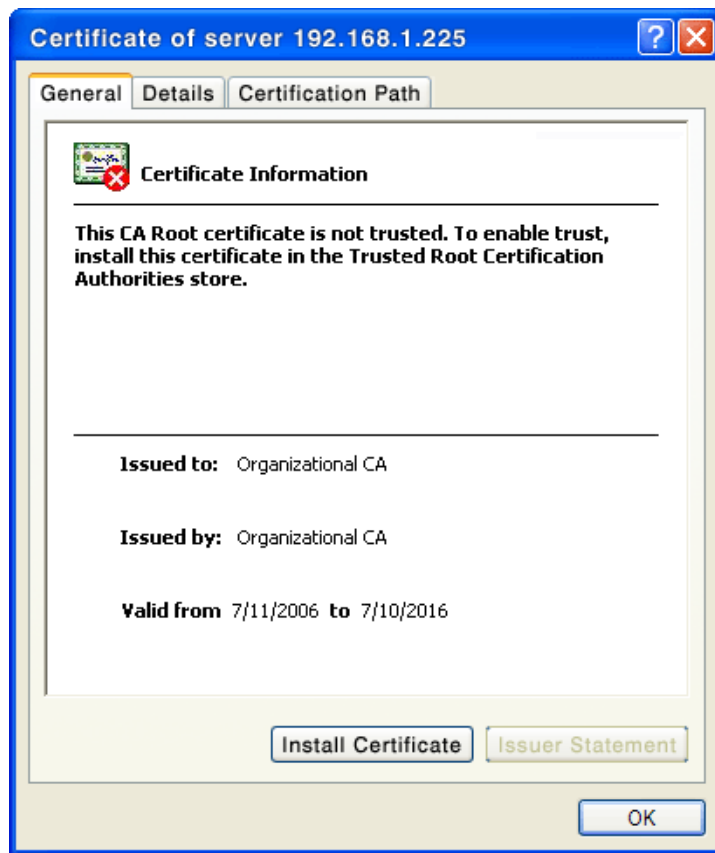 Certificate of server 192.168.1.225
?
General Details Certification Path
Certificate Information
This CA Root certificate is not trusted. To enable trust,
install this certificate in the Trusted Root Certification
Authorities store.
Issued to: Organizational CA
Issued by: Organizational CA
Valid from 7/11/2006 to 7/10/2016
Install Certificate Issuer Statement
OK